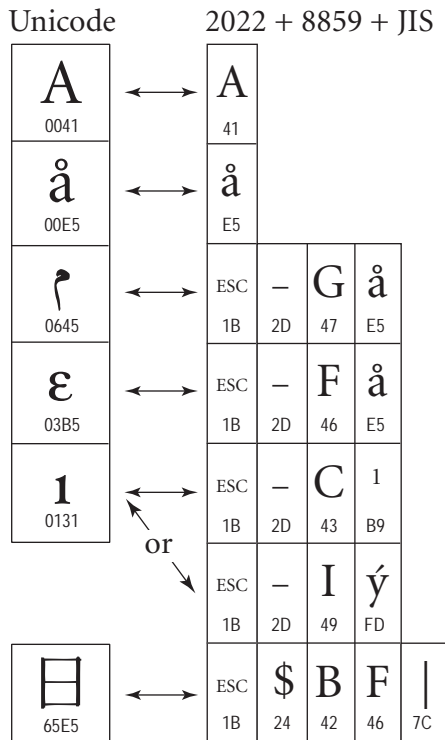 Unicode 2022 + 8859 + JIS
A A
0041 41
å å
00E5 E5
م ESC – G å
0645 1B 2D 47 E5
ε ESC – F å
03B5 1B 2D 46 E5
ı ESC – C ¹
0131 1B 2D 43 B9
or
ESC – I ý
1B 2D 49 FD
日 ESC $ B F |
65E5 1B 24 42 46 7C